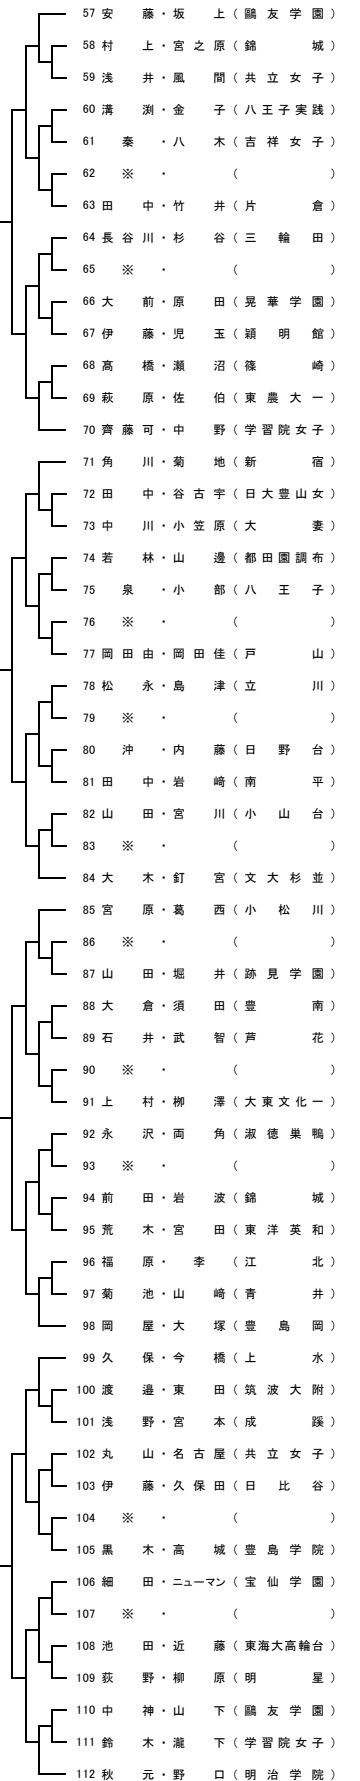 57 安藤・坂上（鷗友学園）
58 村上・宮之原（錦城）
59 浅井・風間（共立女子）
60 溝渕・金子（八王子実践）
61 秦・八木（吉祥女子）
62 ※・（）
63 田中・竹井（片倉）
64 長谷川・杉谷（三輪田）
65 ※・（）
66 大前・原田（晃華学園）
67 伊藤・児玉（穎明館）
68 髙橋・瀬沼（篠崎）
69 萩原・佐伯（東農大一）
70 齊藤可・中野（学習院女子）
71 角川・菊地（新宿）
72 田中・谷古宇（日大豊山女）
73 中川・小笠原（大妻）
74 若林・山邊（都田園調布）
75 泉・小部（八王子）
76 ※・（）
77 岡田由・岡田佳（戸山）
78 松永・島津（立川）
79 ※・（）
80 沖・内藤（日野台）
81 田中・岩﨑（南平）
82 山田・宮川（小山台）
83 ※・（）
84 大木・釘宮（文大杉並）
85 宮原・葛西（小松川）
86 ※・（）
87 山田・堀井（跡見学園）
88 大倉・須田（豊南）
89 石井・武智（芦花）
90 ※・（）
91 上村・栁澤（大東文化一）
92 永沢・両角（淑徳巣鴨）
93 ※・（）
94 前田・岩波（錦城）
95 荒木・宮田（東洋英和）
96 福原・李（江北）
97 菊池・山﨑（青井）
98 岡屋・大塚（豊島岡）
99 久保・今橋（上水）
100 渡邉・東田（筑波大附）
101 浅野・宮本（成蹊）
102 丸山・名古屋（共立女子）
103 伊藤・久保田（日比谷）
104 ※・（）
105 黒木・高城（豊島学院）
106 細田・ニューマン（宝仙学園）
107 ※・（）
108 池田・近藤（東海大高輪台）
109 荻野・柳原（明星）
110 中神・山下（鷗友学園）
111 鈴木・瀧下（学習院女子）
112 秋元・野口（明治学院）